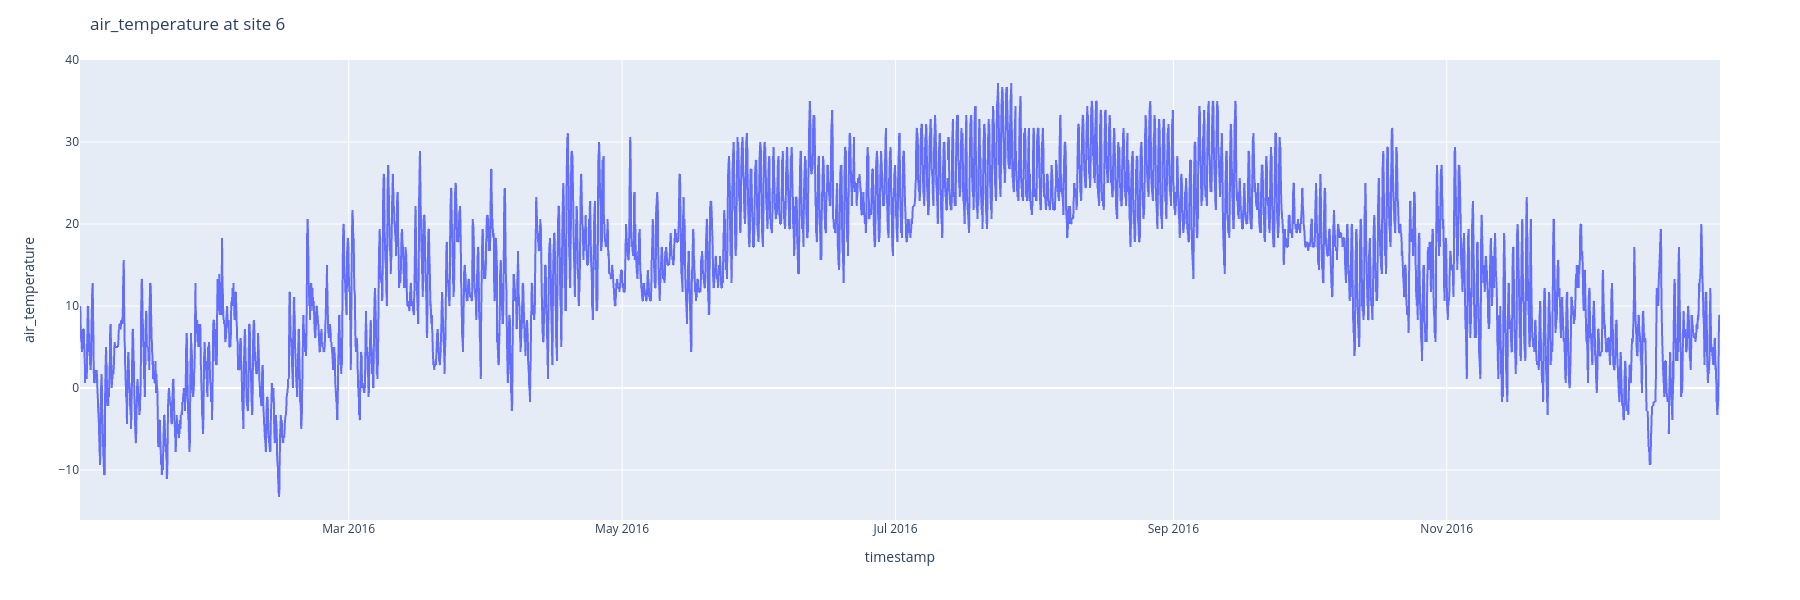 air_temperature at site 6
40
30
20
10
0
−10
air_temperature
Mar 2016
May 2016
Jul 2016
Sep 2016
Nov 2016
timestamp